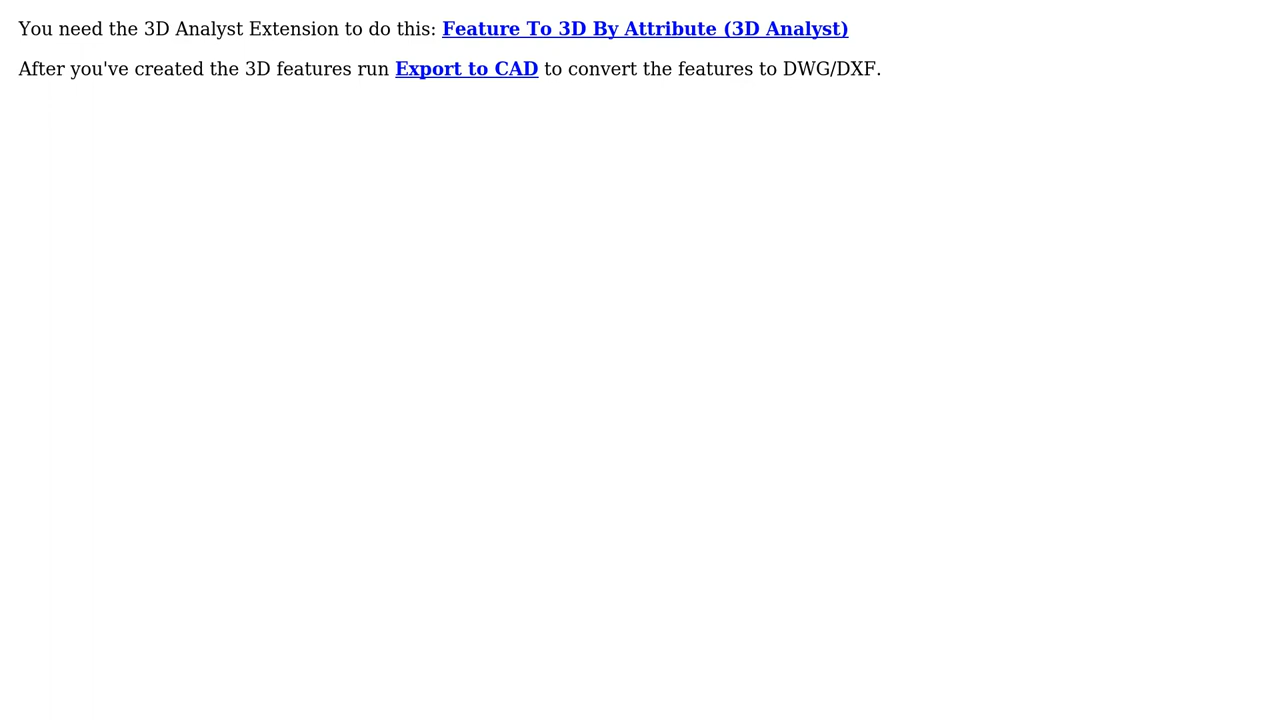 You need the 3D Analyst Extension to do this: Feature To 3D By Attribute (3D Analyst)
After you've created the 3D features run Export to CAD to convert the features to DWG/DXF.